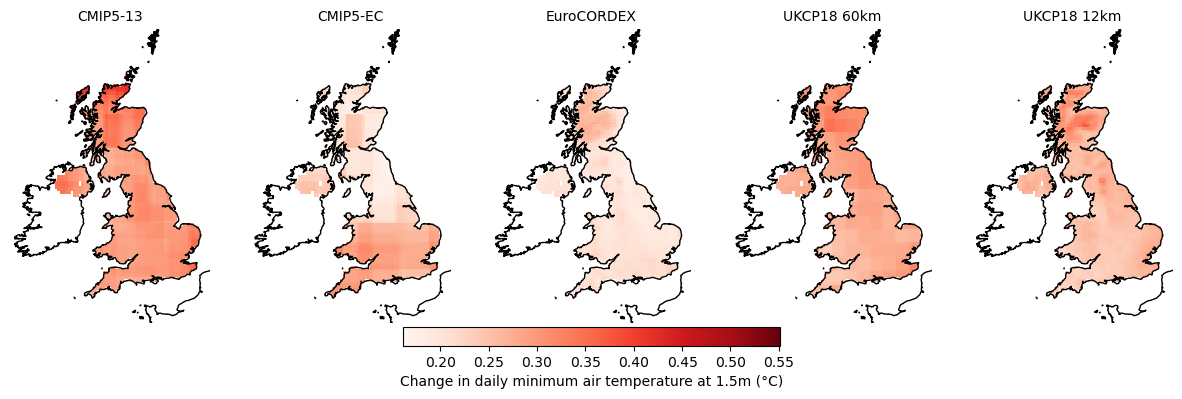 CMIP5-13 CMIP5-EC EuroCORDEX UKCP18 60km UKCP18 12km
0.20 0.25 0.30 0.35 0.40 0.45 0.50 0.55
Change in daily minimum air temperature at 1.5m (°C)